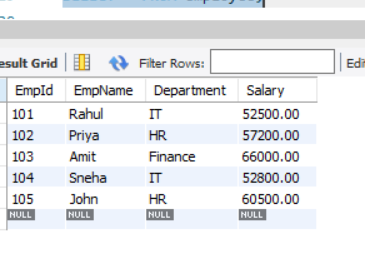 esult Grid Filter Rows: Edi
EmpId EmpName Department Salary
101 Rahul IT 52500.00
102 Priya HR 57200.00
103 Amit Finance 66000.00
104 Sneha IT 52800.00
105 John HR 60500.00
NULL NULL NULL NULL